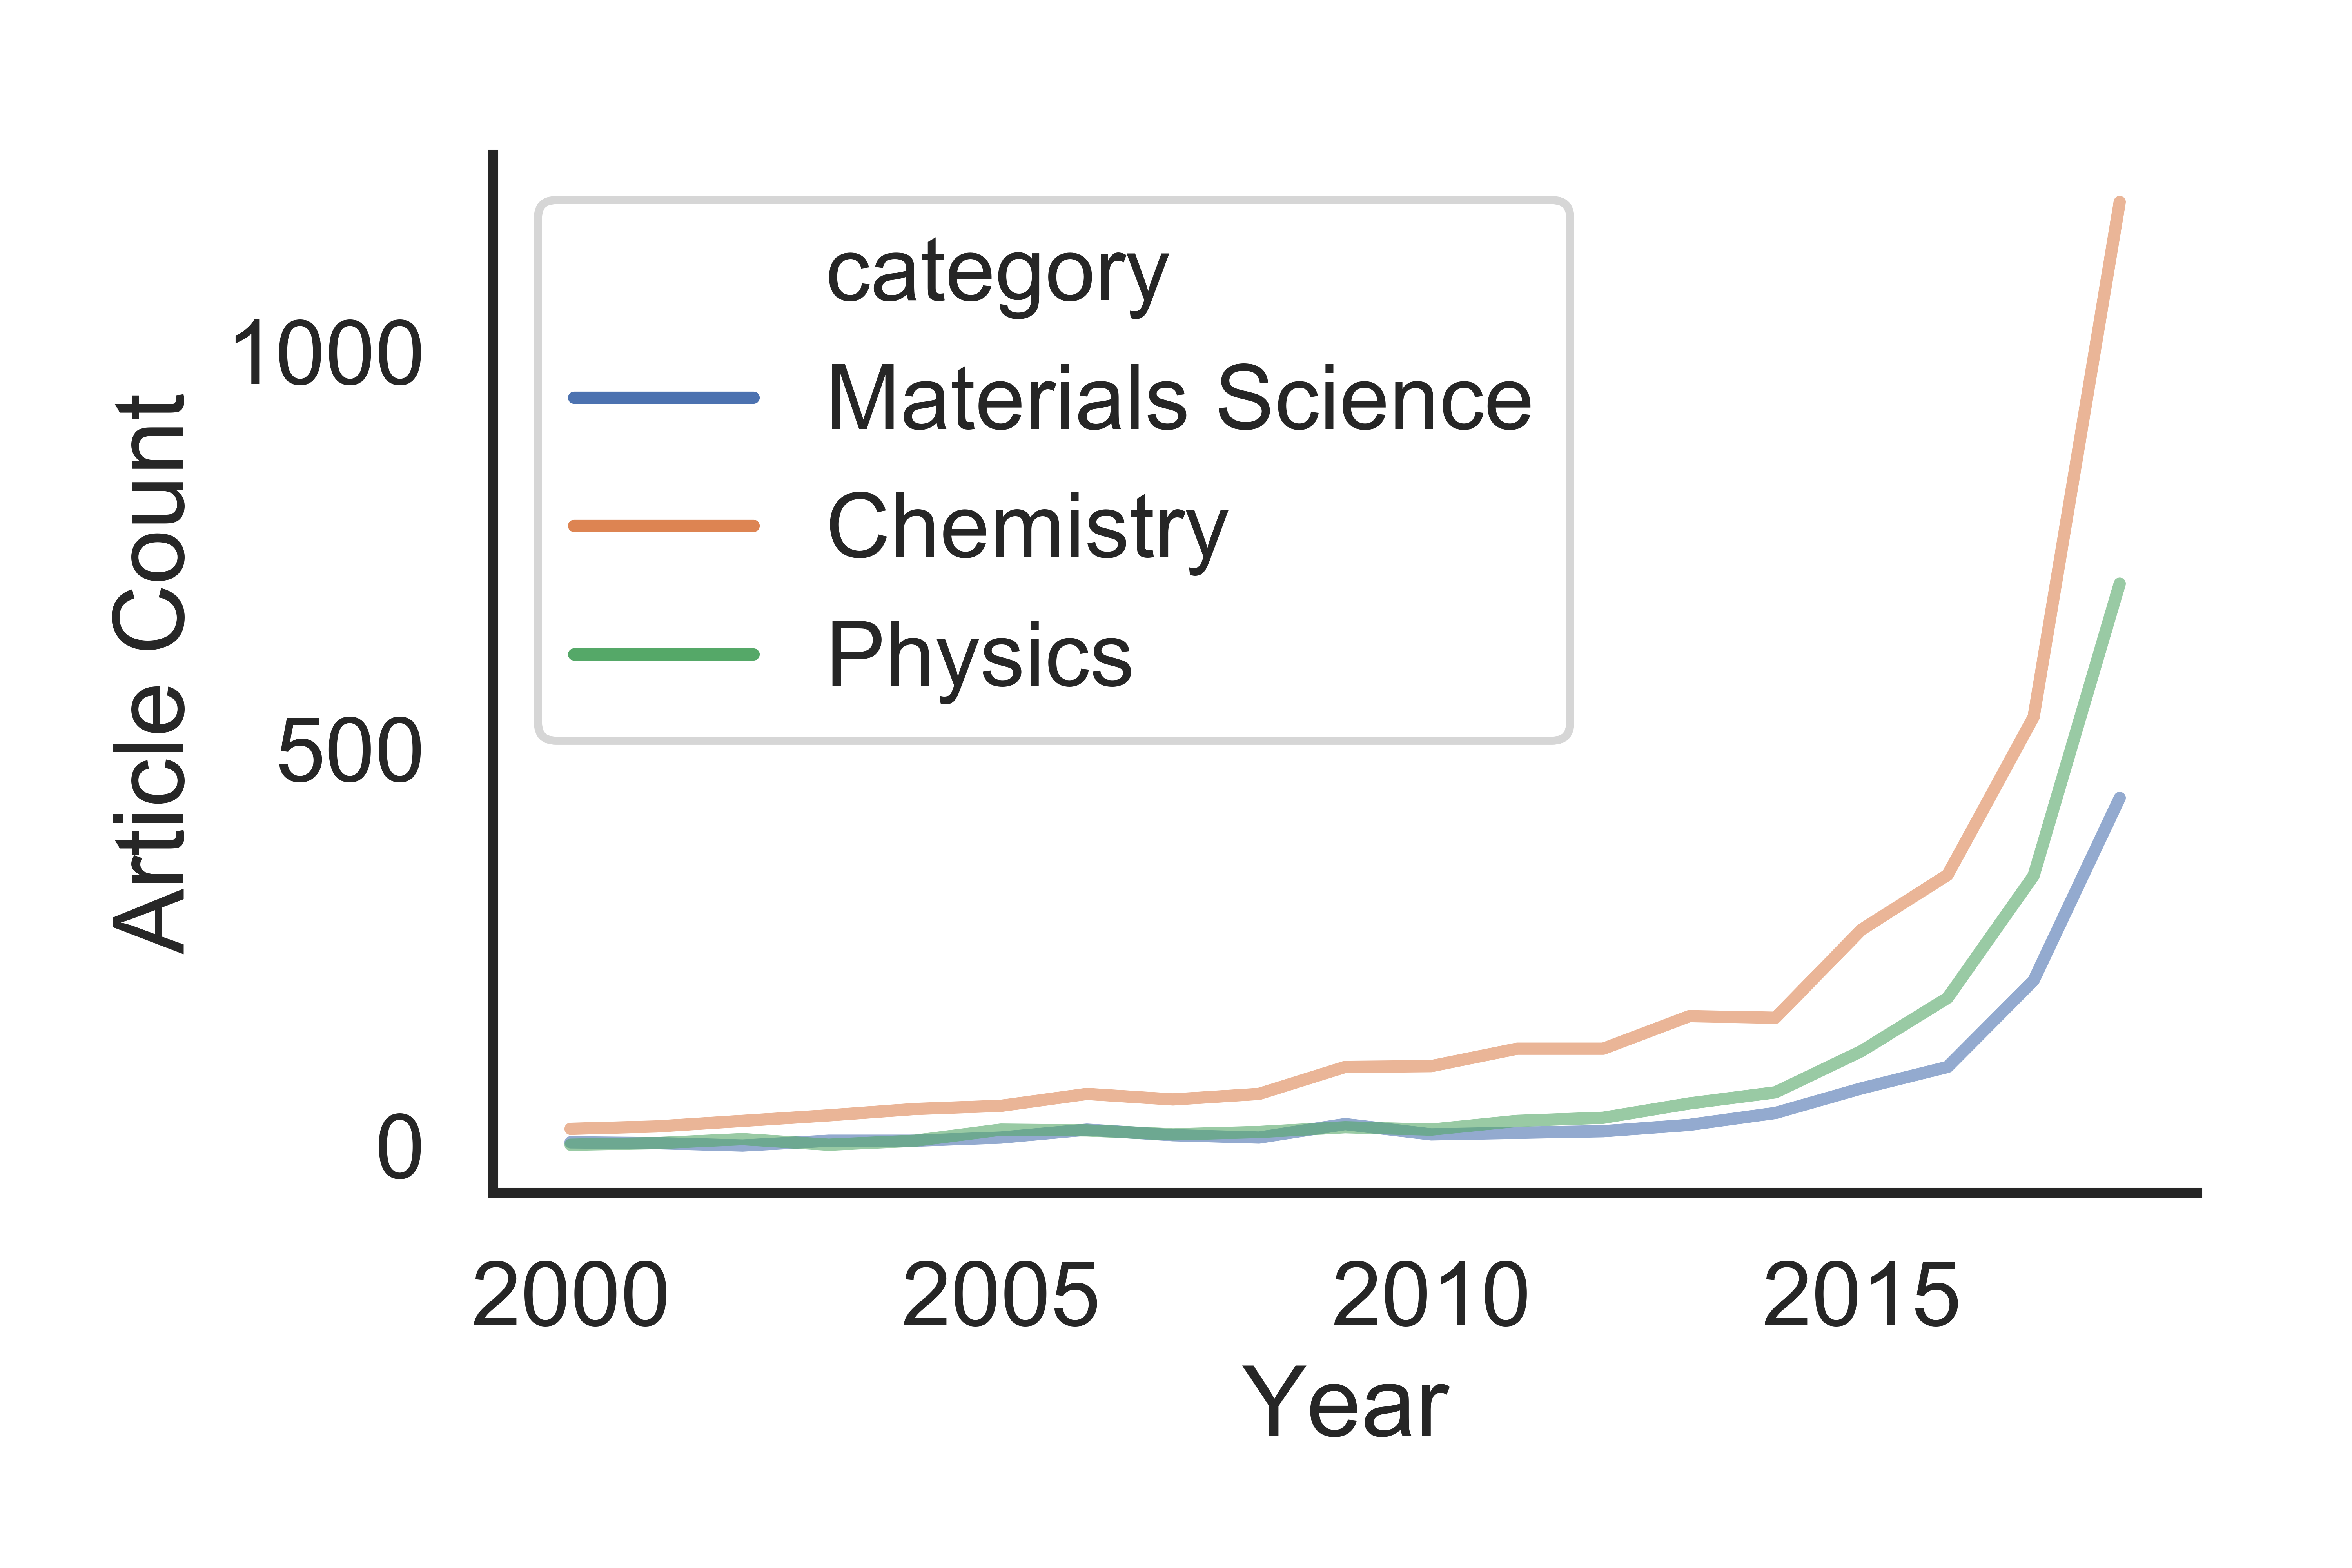 category
Materials Science
Chemistry
Physics
Article Count
1000
500
0
2000 2005 2010 2015
Year